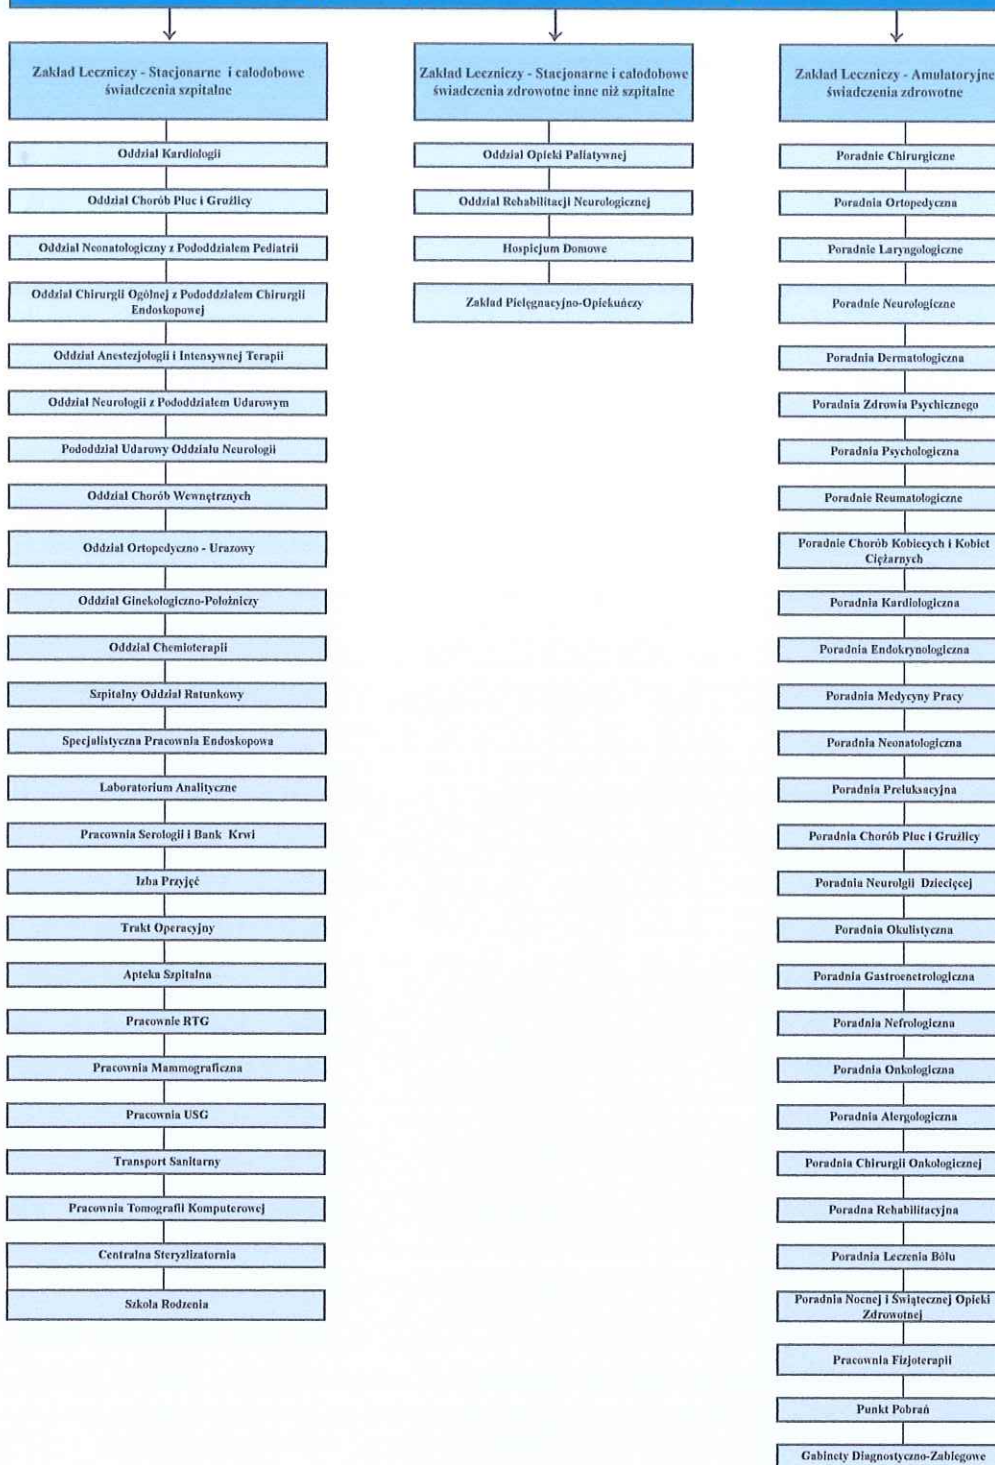 Zakład Leczniczy - Stacjonarne i całodobowe
świadczenia szpitalne
Oddział Kardiologii
Oddział Chorób Płuc i Gruźlicy
Oddział Neonatologiczny z Pododdziałem Pediatrii
Oddział Chirurgii Ogólnej z Pododdziałem Chirurgii
Endoskopowej
Oddział Anestezjologii i Intensywnej Terapii
Oddział Neurologii z Pododdziałem Udarowym
Pododdział Udarowy Oddziału Neurologii
Oddział Chorób Wewnętrznych
Oddział Ortopedyczno - Urazowy
Oddział Ginekologiczno-Położniczy
Oddział Chemioterapii
Szpitalny Oddział Ratunkowy
Specjalistyczna Pracownia Endoskopowa
Laboratorium Analityczne
Pracownia Serologii i Bank Krwi
Izba Przyjęć
Trakt Operacyjny
Apteka Szpitalna
Pracownie RTG
Pracownia Mammograficzna
Pracownia USG
Transport Sanitarny
Pracownia Tomografii Komputerowej
Centralna Steryzlizatornia
Szkoła Rodzenia
Zakład Leczniczy - Stacjonarne i całodobowe
świadczenia zdrowotne inne niż szpitalne
Oddział Opieki Paliatywnej
Oddział Rehabilitacji Neurologicznej
Hospicjum Domowe
Zakład Pielęgnacyjno-Opiekuńczy
Zakład Leczniczy - Amulatoryjne
świadczenia zdrowotne
Poradnie Chirurgiczne
Poradnia Ortopedyczna
Poradnie Laryngologiczne
Poradnie Neurologiczne
Poradnia Dermatologiczna
Poradnia Zdrowia Psychicznego
Poradnia Psychologiczna
Poradnie Reumatologiczne
Poradnie Chorób Kobiecych i Kobiet
Ciężarnych
Poradnia Kardiologiczna
Poradnia Endokrynologiczna
Poradnia Medycyny Pracy
Poradnia Neonatologiczna
Poradnia Preluksacyjna
Poradnia Chorób Płuc i Gruźlicy
Poradnia Neurolgii Dziecięcej
Poradnia Okulistyczna
Poradnia Gastroenetrologiczna
Poradnia Nefrologiczna
Poradnia Onkologiczna
Poradnia Alergologiczna
Poradnia Chirurgii Onkologicznej
Poradna Rehabilitacyjna
Poradnia Leczenia Bólu
Poradnia Nocnej i Świątecznej Opieki
Zdrowotnej
Pracownia Fizjoterapii
Punkt Pobrań
Gabinety Diagnostyczno-Zabiegowe